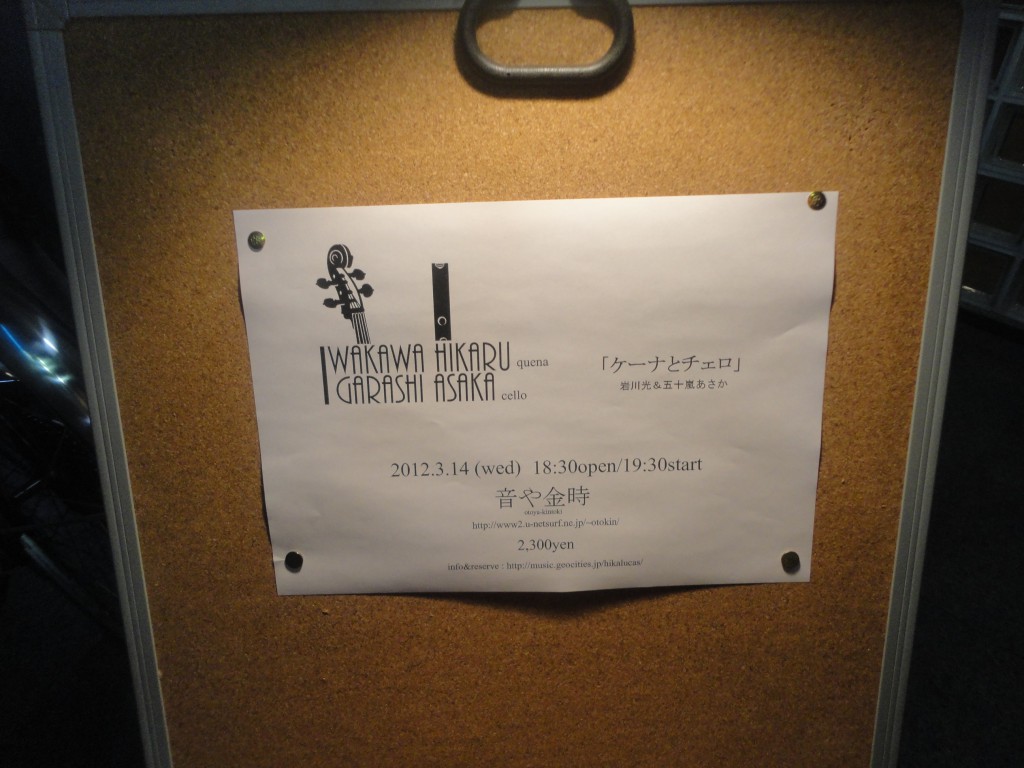 IWAKAWA HIKARU quena
IGARASHI ASAKA cello
「ケーナとチェロ」
岩川光&五十嵐あさか
2012.3.14 (wed) 18:30open/19:30start
音や金時
otoya-kintoki
http://www2.u-netsurf.ne.jp/~otokin/
2,300yen
info&reserve : http://music.geocities.jp/hikalucas/